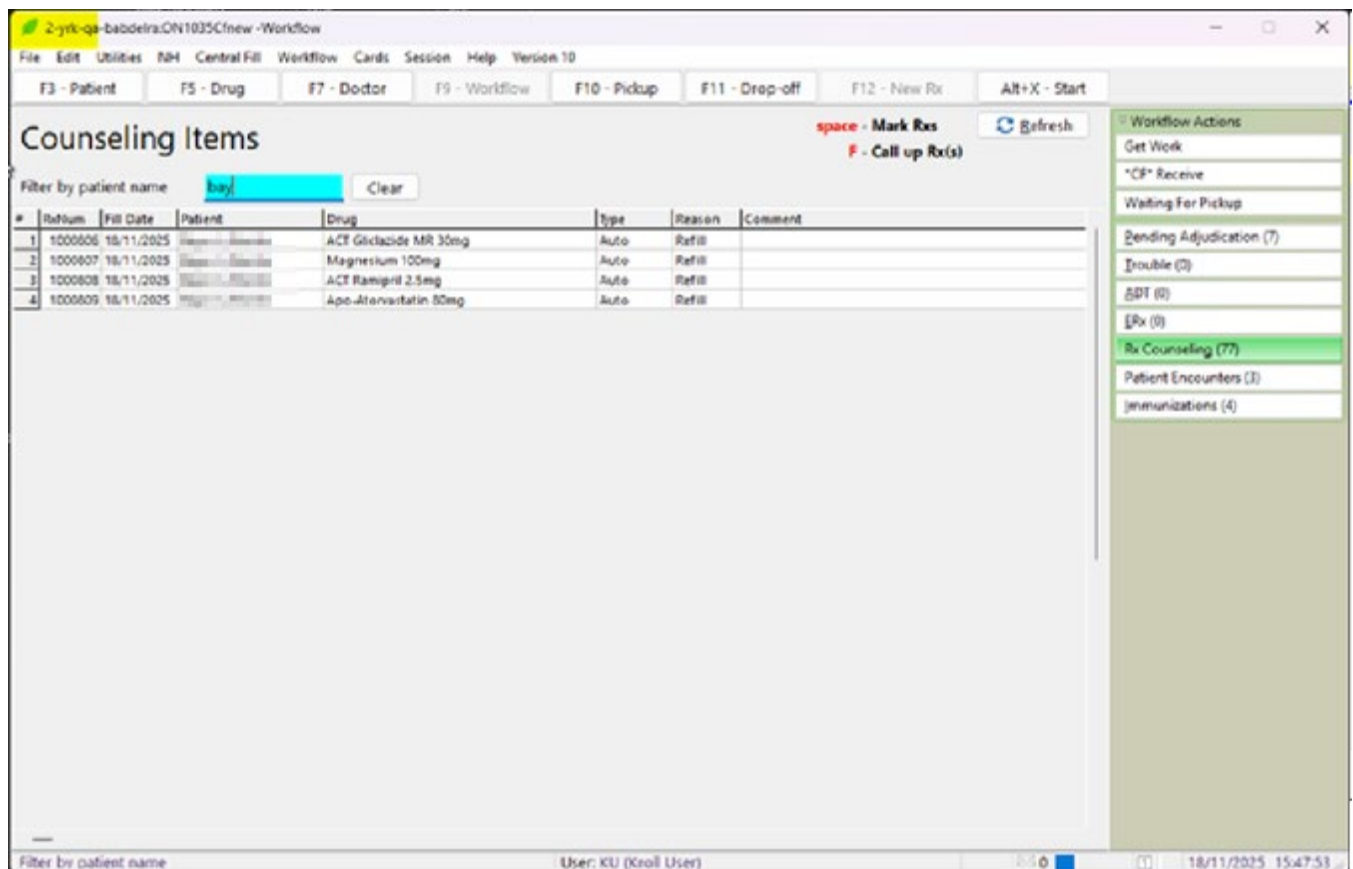 2-yrk-qa-babdelra:ON1035Cfnew -Workflow
File Edit Utilities NH Central Fill Workflow Cards Session Help Version 10
F3 - Patient F5 - Drug F7 - Doctor F9 - Workflow F10 - Pickup F11 - Drop-off F12 - New Rx Alt+X - Start
Counseling Items
space - Mark Rxs
F - Call up Rx(s)
Refresh
Filter by patient name bay Clear
# RxNum Fill Date Patient Drug Type Reason Comment
1 1000606 18/11/2025 ACT Gliclazide MR 30mg Auto Refill
2 1000607 18/11/2025 Magnesium 100mg Auto Refill
3 1000608 18/11/2025 ACT Ramipril 2.5mg Auto Refill
4 1000609 18/11/2025 Apo-Atorvastatin 80mg Auto Refill
Workflow Actions
Get Work
*CF* Receive
Waiting For Pickup
Pending Adjudication (7)
Trouble (0)
ADT (0)
ERx (0)
Rx Counseling (77)
Patient Encounters (3)
Immunizations (4)
Filter by patient name User: KU (Kroll User) 0 18/11/2025 15:47:53